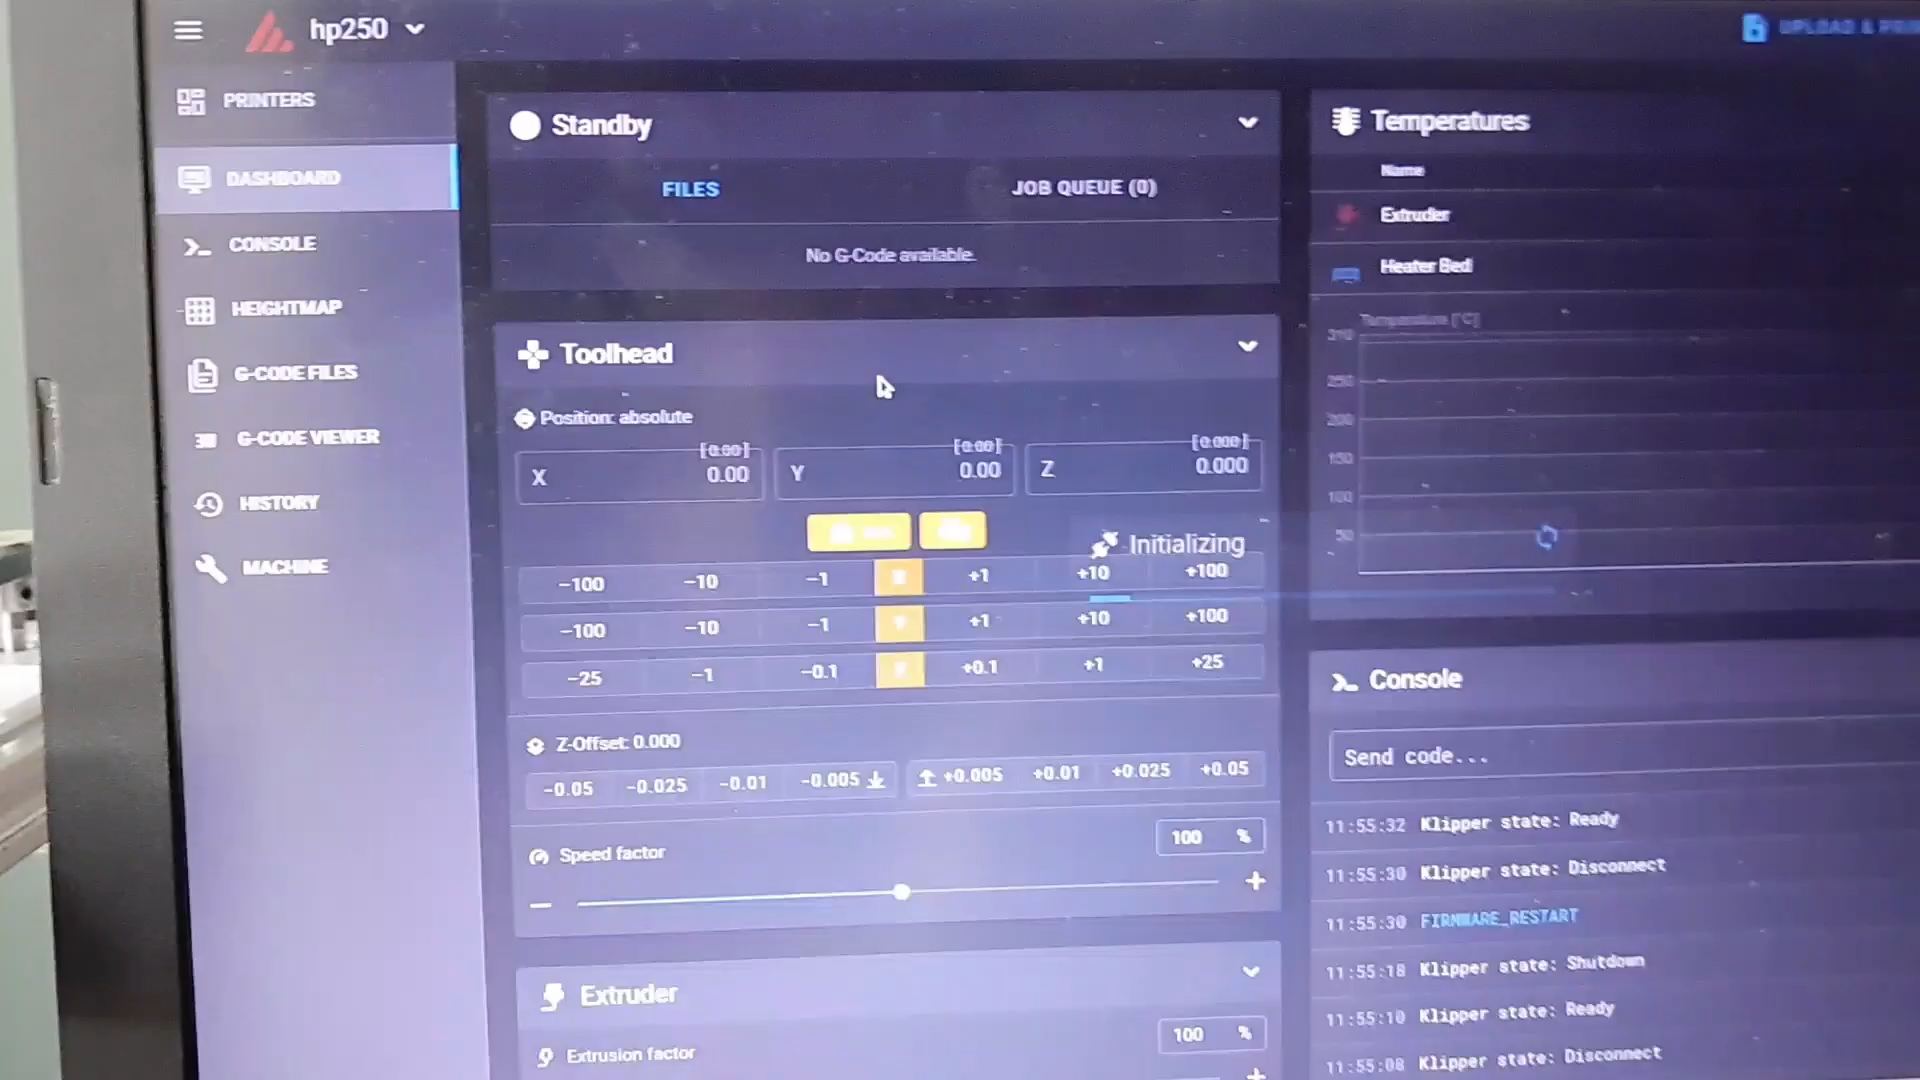 hp250
UPLOAD & PRIN
PRINTERS
DASHBOARD
CONSOLE
HEIGHTMAP
G-CODE FILES
G-CODE VIEWER
HISTORY
MACHINE
Standby
FILES JOB QUEUE (0)
No G-Code available.
Toolhead
Position: absolute
[0.00] [0.00] [0.000]
X 0.00 Y 0.00 Z 0.000
Initializing
-100 -10 -1 +1 +10 +100
-100 -10 -1 +1 +10 +100
-25 -1 -0.1 +0.1 +1 +25
Z-Offset: 0.000
-0.05 -0.025 -0.01 -0.005 +0.005 +0.01 +0.025 +0.05
Speed factor 100 %
Extruder
Extrusion factor 100 %
Temperatures
Name
Extruder
Heater Bed
Temperature [°C]
310
250
200
150
100
50
Console
Send code...
11:55:32 Klipper state: Ready
11:55:30 Klipper state: Disconnect
11:55:30 FIRMWARE_RESTART
11:55:18 Klipper state: Shutdown
11:55:10 Klipper state: Ready
11:55:08 Klipper state: Disconnect